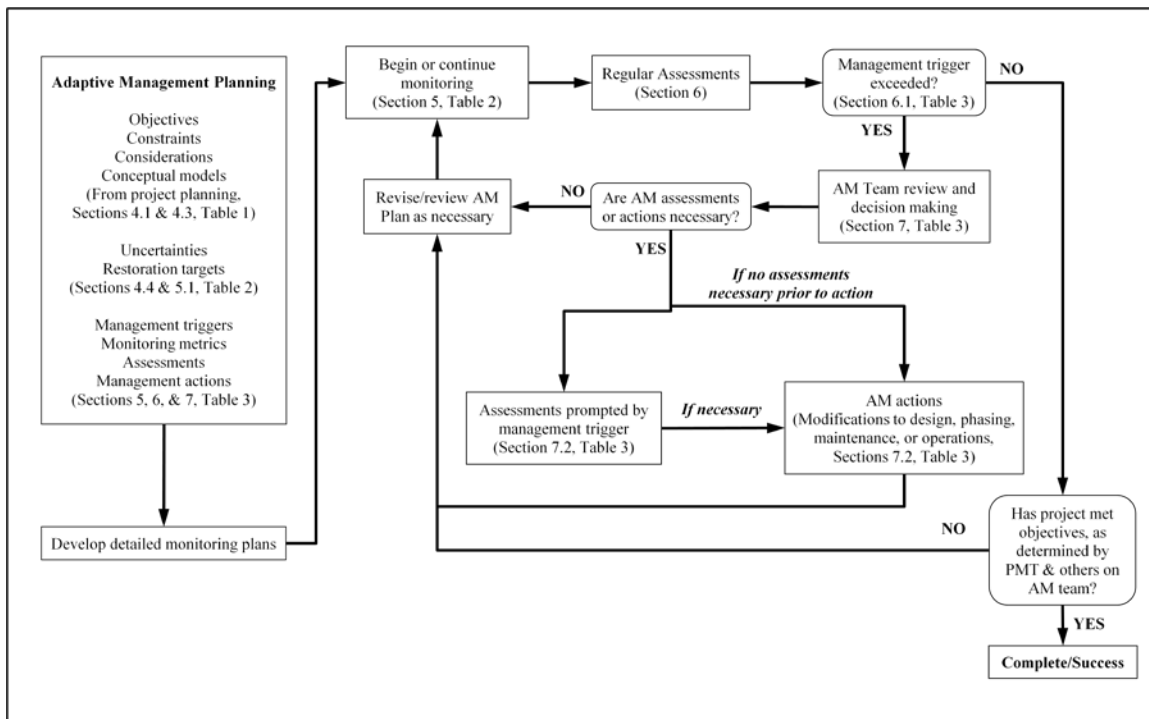 Adaptive Management Planning
Objectives
Constraints
Considerations
Conceptual models
(From project planning,
Sections 4.1 & 4.3, Table 1)
Uncertainties
Restoration targets
(Sections 4.4 & 5.1, Table 2)
Management triggers
Monitoring metrics
Assessments
Management actions
(Sections 5, 6, & 7, Table 3)
Develop detailed monitoring plans
Begin or continue
monitoring
(Section 5, Table 2)
Regular Assessments
(Section 6)
Management trigger
exceeded?
(Section 6.1, Table 3)
NO
YES
AM Team review and
decision making
(Section 7, Table 3)
Are AM assessments
or actions necessary?
NO
Revise/review AM
Plan as necessary
YES
If no assessments
necessary prior to action
Assessments prompted by
management trigger
(Section 7.2, Table 3)
If necessary
AM actions
(Modifications to design, phasing,
maintenance, or operations,
Sections 7.2, Table 3)
Has project met
objectives, as
determined by
PMT & others on
AM team?
NO
YES
Complete/Success